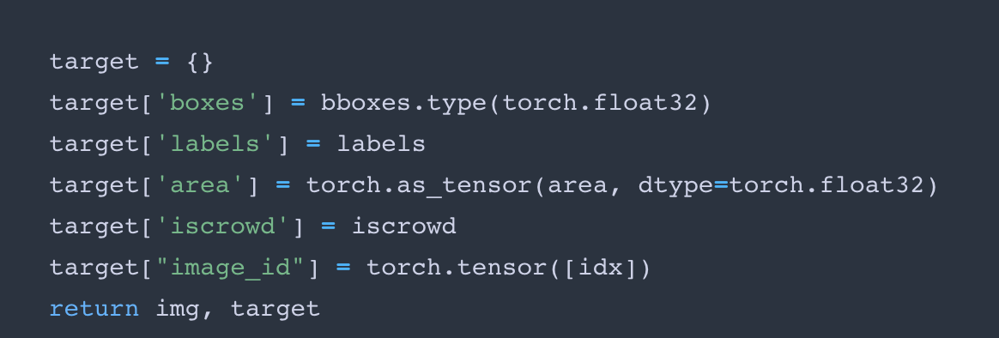 target = {}
target['boxes'] = bboxes.type(torch.float32)
target['labels'] = labels
target['area'] = torch.as_tensor(area, dtype=torch.float32)
target['iscrowd'] = iscrowd
target["image_id"] = torch.tensor([idx])
return img, target